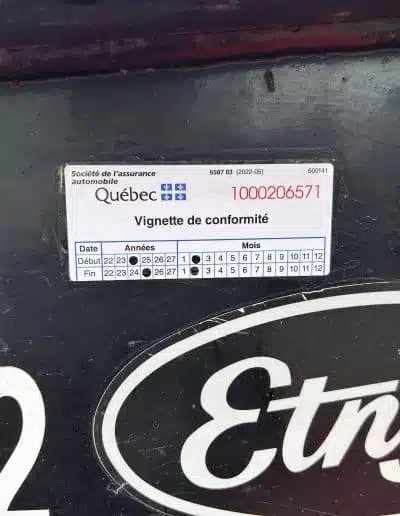 Société de l'assurance
automobile
6587 03 (2022-05)
600141
Québec
1000206571
Vignette de conformité
Date Années Mois
Début 22 23 25 26 27 1 3 4 5 6 7 8 9 10 11 12
Fin 22 23 24 26 27 1 3 4 5 6 7 8 9 10 11 12
2
Etny